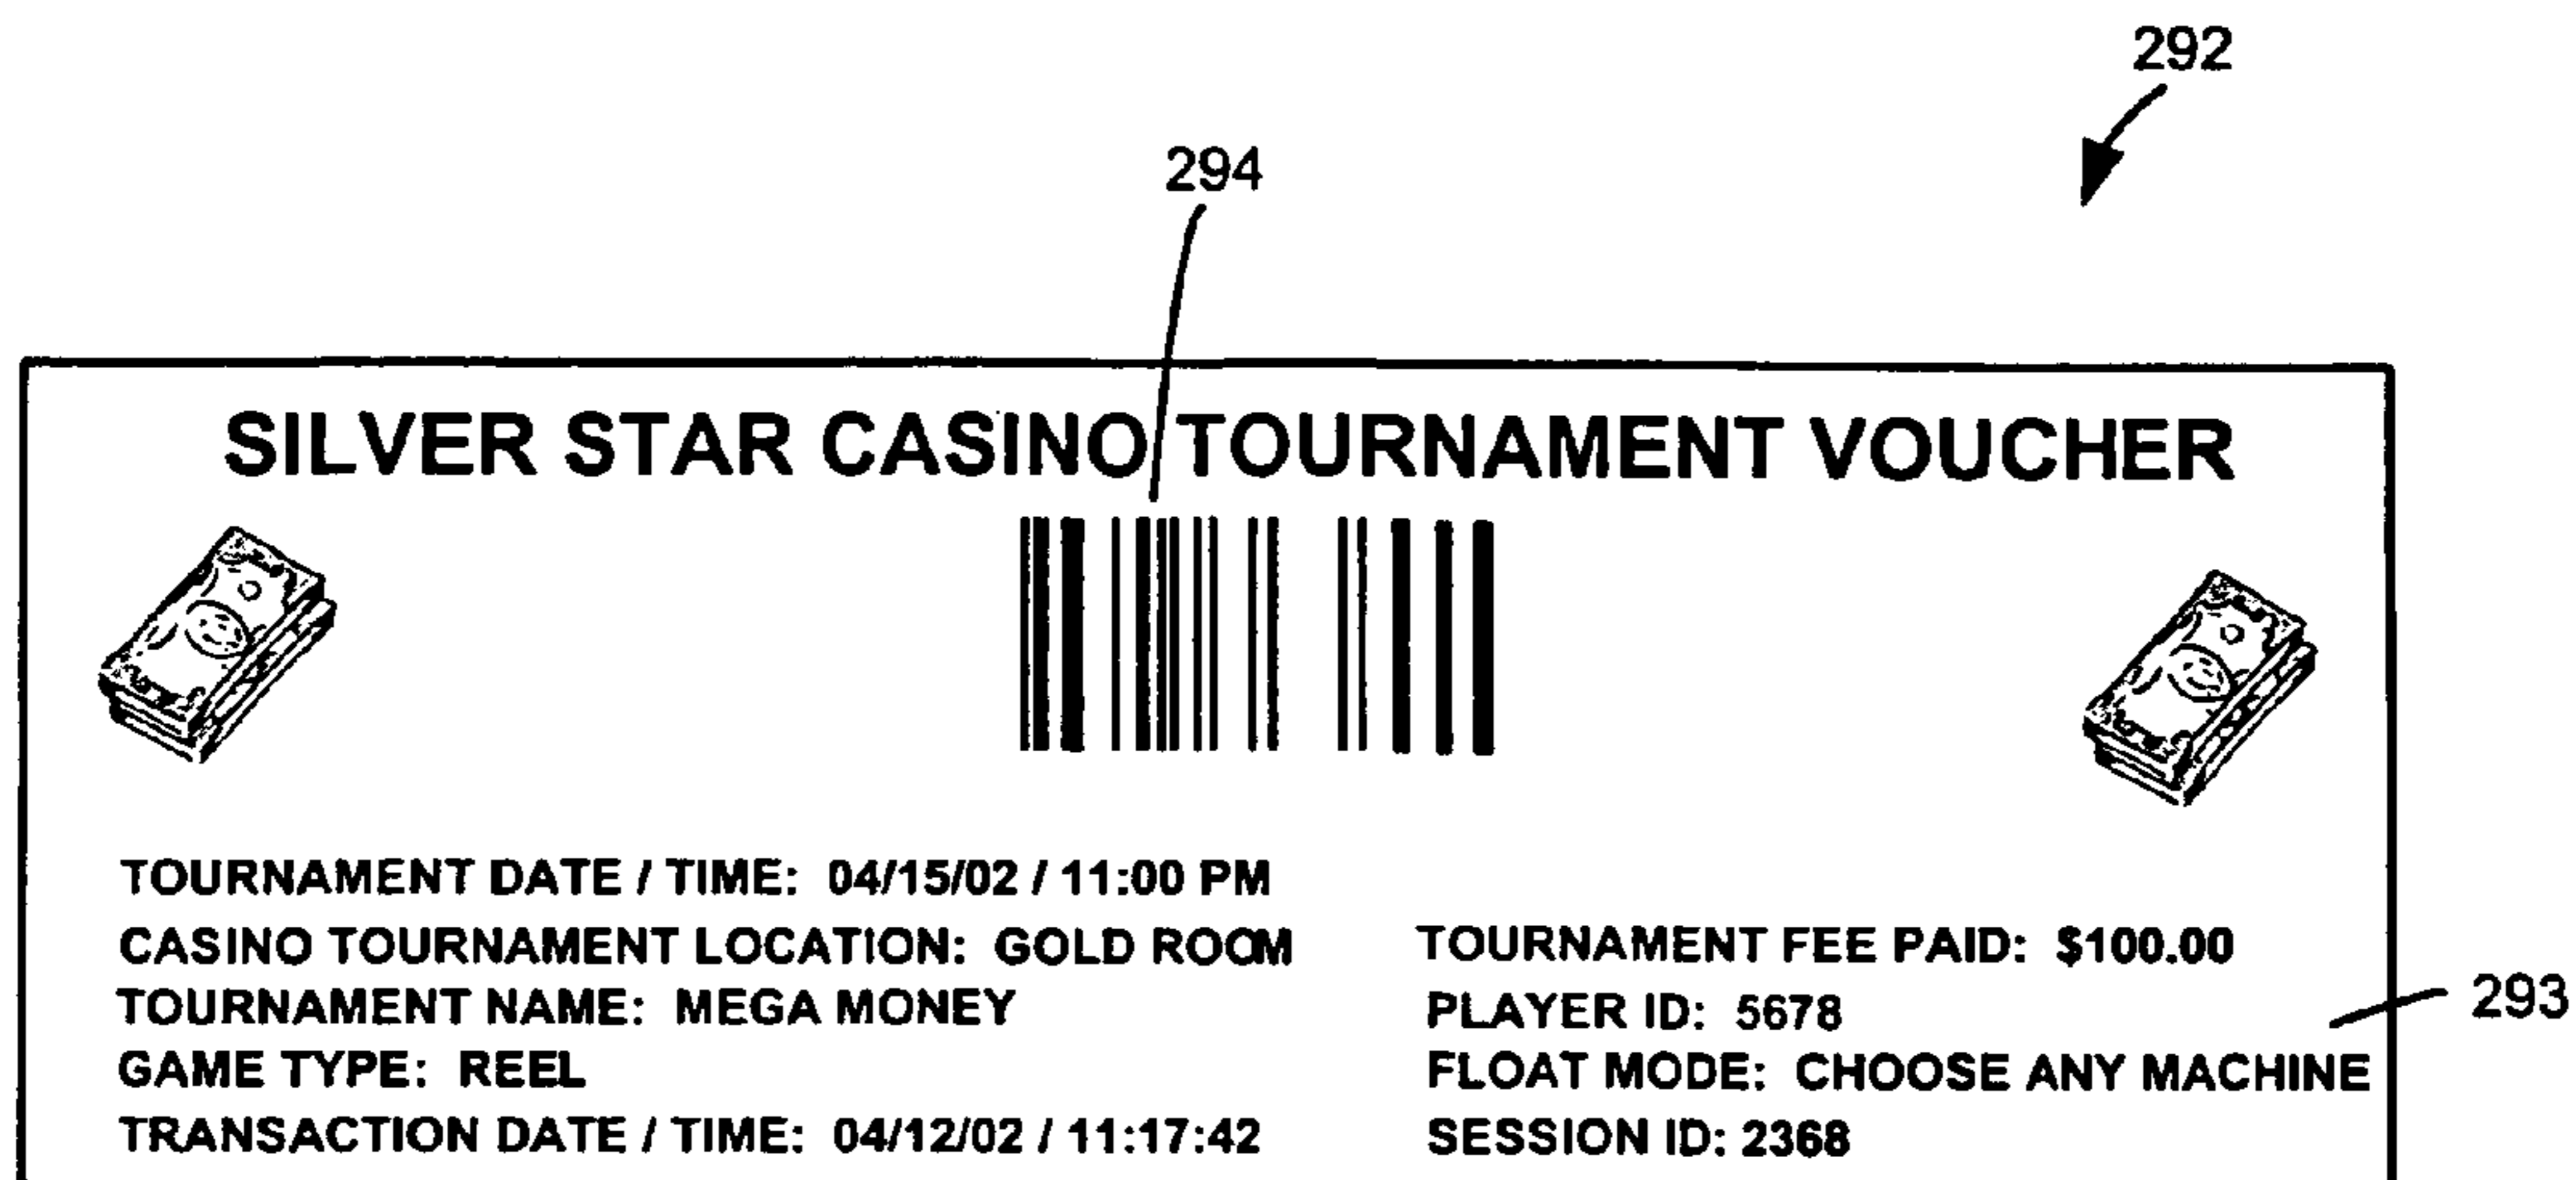 292
294
SILVER STAR CASINO TOURNAMENT VOUCHER
TOURNAMENT DATE / TIME: 04/15/02 / 11:00 PM
CASINO TOURNAMENT LOCATION: GOLD ROOM
TOURNAMENT FEE PAID: $100.00
TOURNAMENT NAME: MEGA MONEY
PLAYER ID: 5678
293
GAME TYPE: REEL
FLOAT MODE: CHOOSE ANY MACHINE
TRANSACTION DATE / TIME: 04/12/02 / 11:17:42
SESSION ID: 2368